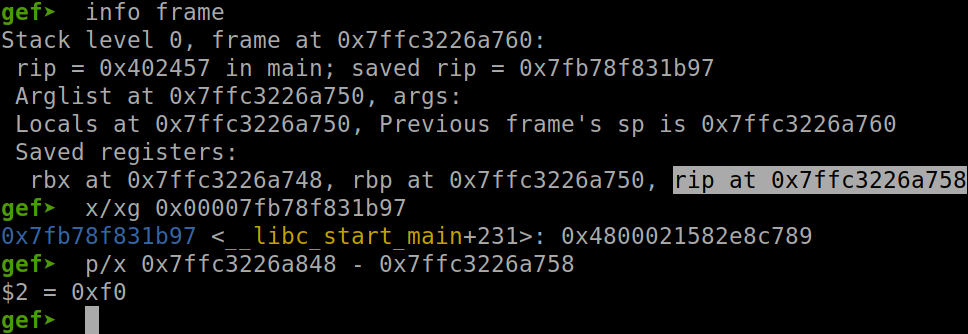 gef➤  info frame
Stack level 0, frame at 0x7ffc3226a760:
 rip = 0x402457 in main; saved rip = 0x7fb78f831b97
 Arglist at 0x7ffc3226a750, args:
 Locals at 0x7ffc3226a750, Previous frame's sp is 0x7ffc3226a760
 Saved registers:
  rbx at 0x7ffc3226a748, rbp at 0x7ffc3226a750, rip at 0x7ffc3226a758
gef➤  x/xg 0x00007fb78f831b97
0x7fb78f831b97 <__libc_start_main+231>: 0x4800021582e8c789
gef➤  p/x 0x7ffc3226a848 - 0x7ffc3226a758
$2 = 0xf0
gef➤